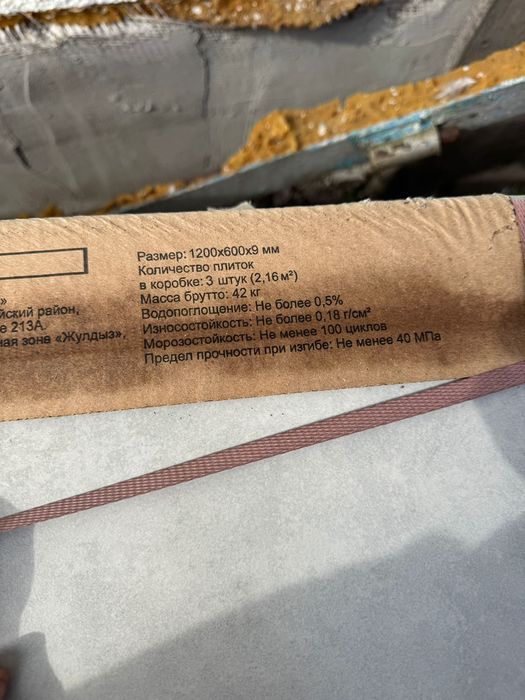 »
йский район,
е 213А.
ная зона «Жулдыз»,
Размер: 1200x600x9 мм
Количество плиток
в коробке: 3 штук (2,16 м²)
Масса брутто: 42 кг
Водопоглощение: Не более 0,5%
Износостойкость: Не более 0,18 г/см²
Морозостойкость: Не менее 100 циклов
Предел прочности при изгибе: Не менее 40 МПа